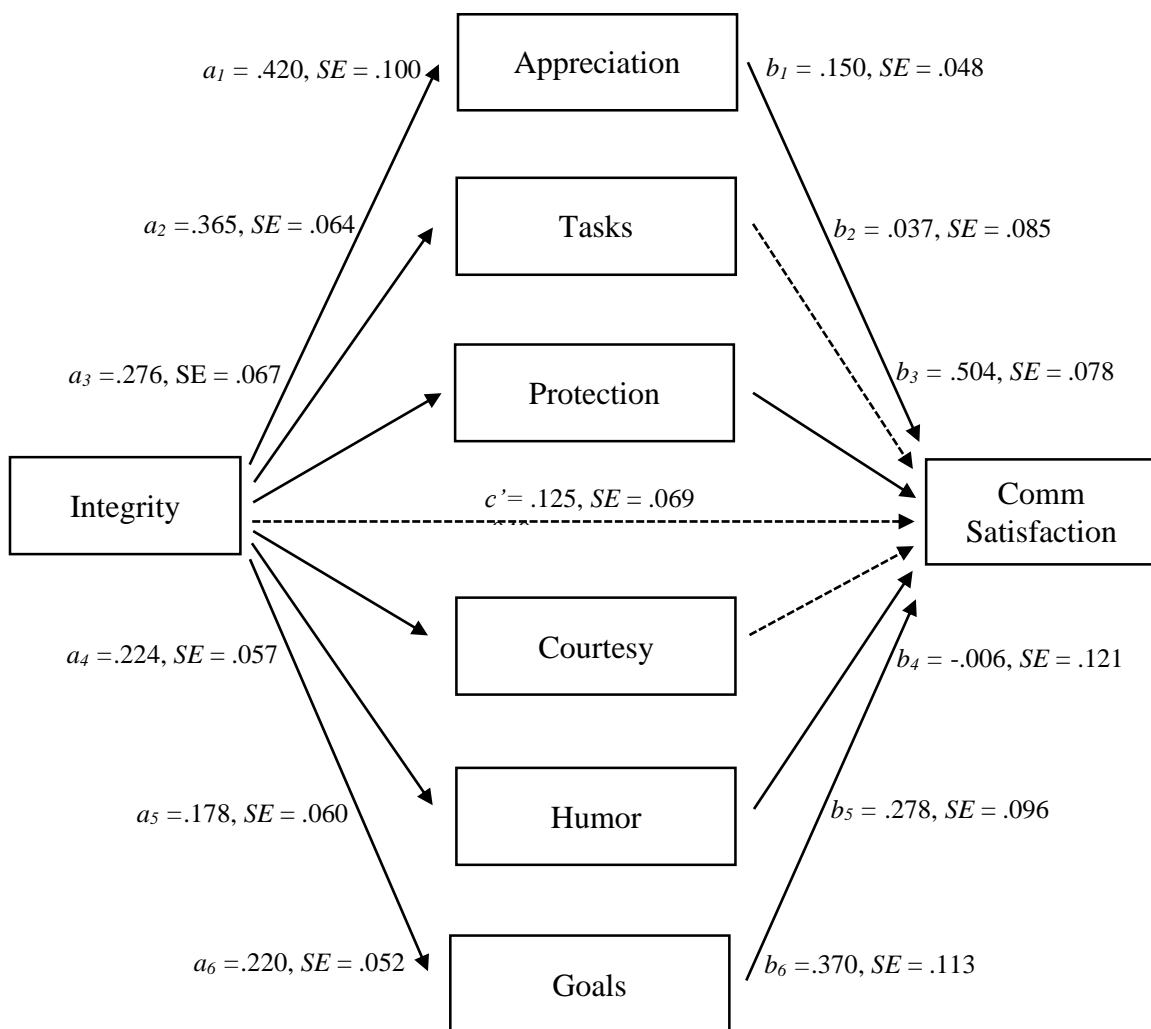 Appreciation
a1 = .420, SE = .100
b1 = .150, SE = .048
Tasks
a2 =.365, SE = .064
b2 = .037, SE = .085
a3 =.276, SE = .067
Protection
b3 = .504, SE = .078
Integrity
c’= .125, SE = .069
Comm
Satisfaction
a4 =.224, SE = .057
Courtesy
b4 = -.006, SE = .121
a5 =.178, SE = .060
Humor
b5 = .278, SE = .096
a6 =.220, SE = .052
Goals
b6 =.370, SE = .113